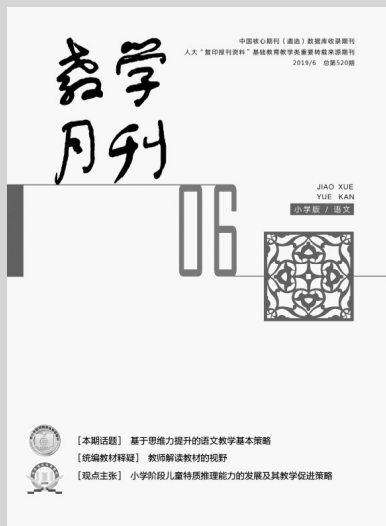 中国核心期刊（遴选）数据库收录期刊
人大“复印报刊资料”基础教育教学类重要转载来源期刊
2019/6 总第520期
教学
月刊
JIAO XUE
YUE KAN
小学版 / 语文
06
[本期话题] 基于思维力提升的语文教学基本策略
[统编教材释疑] 教师解读教材的视野
[观点主张] 小学阶段儿童特质推理能力的发展及其教学促进策略